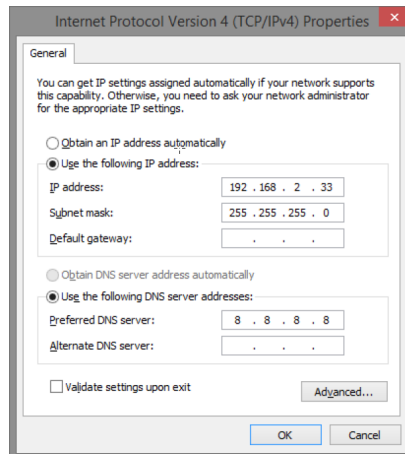 Internet Protocol Version 4 (TCP/IPv4) Properties
General
You can get IP settings assigned automatically if your network supports
this capability. Otherwise, you need to ask your network administrator
for the appropriate IP settings.
Obtain an IP address automatically
Use the following IP address:
IP address: 192 . 168 . 2 . 33
Subnet mask: 255 . 255 . 255 . 0
Default gateway: . . .
Obtain DNS server address automatically
Use the following DNS server addresses:
Preferred DNS server: 8 . 8 . 8 . 8
Alternate DNS server: . . .
Validate settings upon exit
Advanced...
OK Cancel